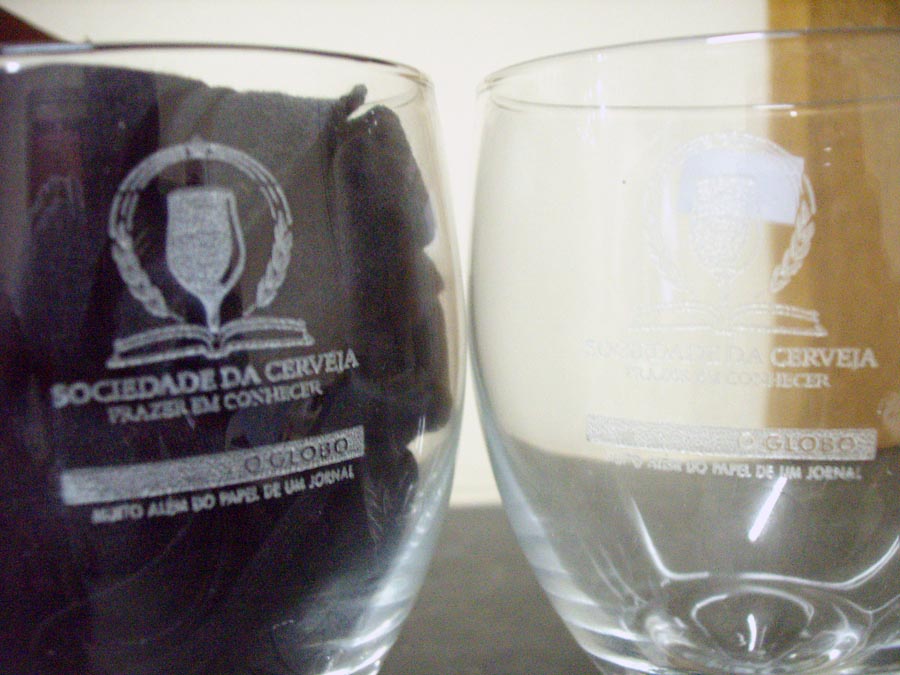 SOCIEDADE DA CERVEJA
PRAZER EM CONHECER
O GLOBO
MUITO ALÉM DO PAPEL DE UM JORNAL
SOCIEDADE DA CERVEJA
PRAZER EM CONHECER
O GLOBO
MUITO ALÉM DO PAPEL DE UM JORNAL